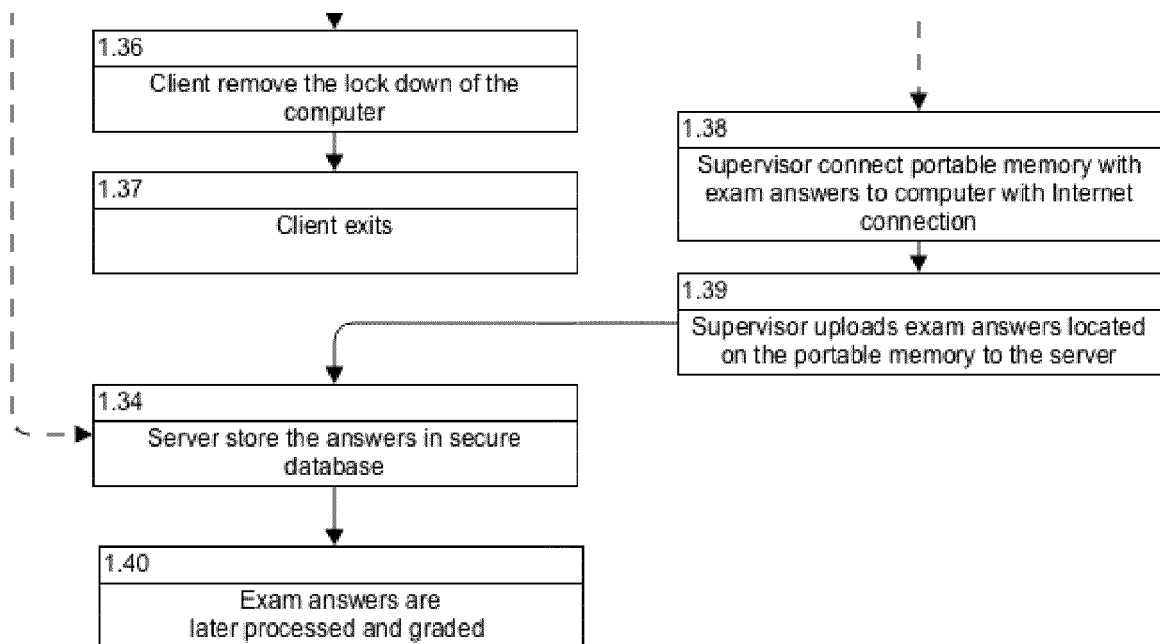 1.36
Client remove the lock down of the
computer
1.37
Client exits
1.38
Supervisor connect portable memory with
exam answers to computer with Internet
connection
1.39
Supervisor uploads exam answers located
on the portable memory to the server
1.34
Server store the answers in secure
database
1.40
Exam answers are
later processed and graded